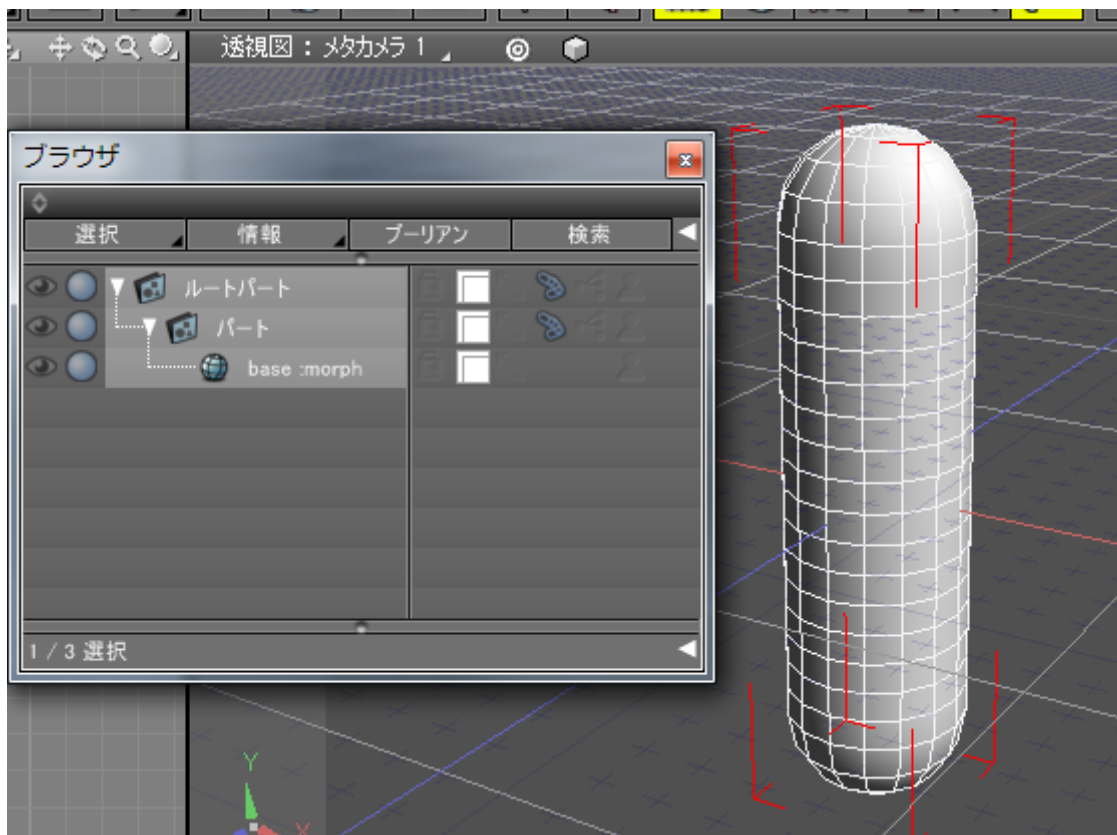 透視図 : メタカメラ 1
ブラウザ
選択 情報 ブーリアン 検索
ルートパート
パート
base :morph
1 / 3 選択
Y
X